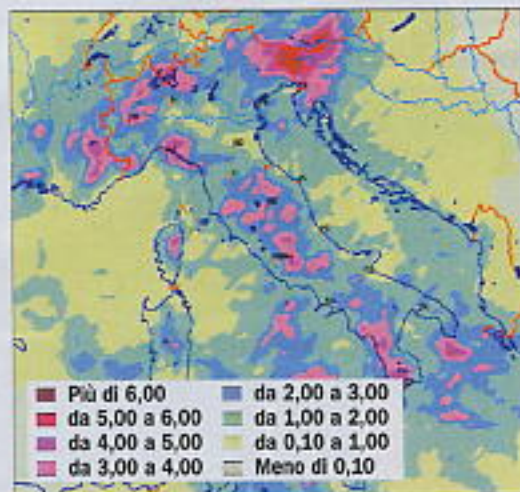 Più di 6,00
da 5,00 a 6,00
da 4,00 a 5,00
da 3,00 a 4,00
da 2,00 a 3,00
da 1,00 a 2,00
da 0,10 a 1,00
Meno di 0,10